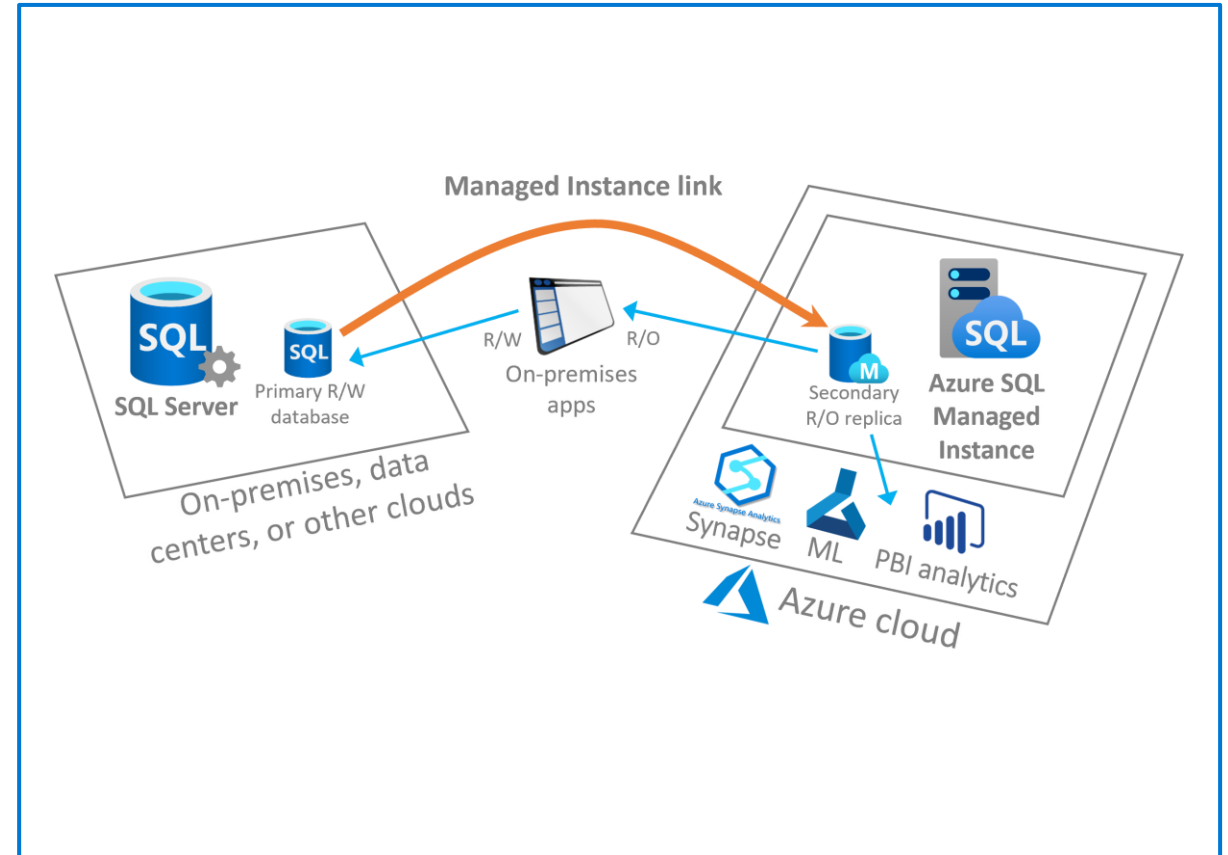 Managed Instance link
SQL
SQL Server
SQL
Primary R/W
database
On-premises, data
centers, or other clouds
R/W
R/O
On-premises
apps
M
Secondary
R/O replica
SQL
Azure SQL
Managed
Instance
Azure Synapse Analytics
Synapse
ML
PBI analytics
Azure cloud